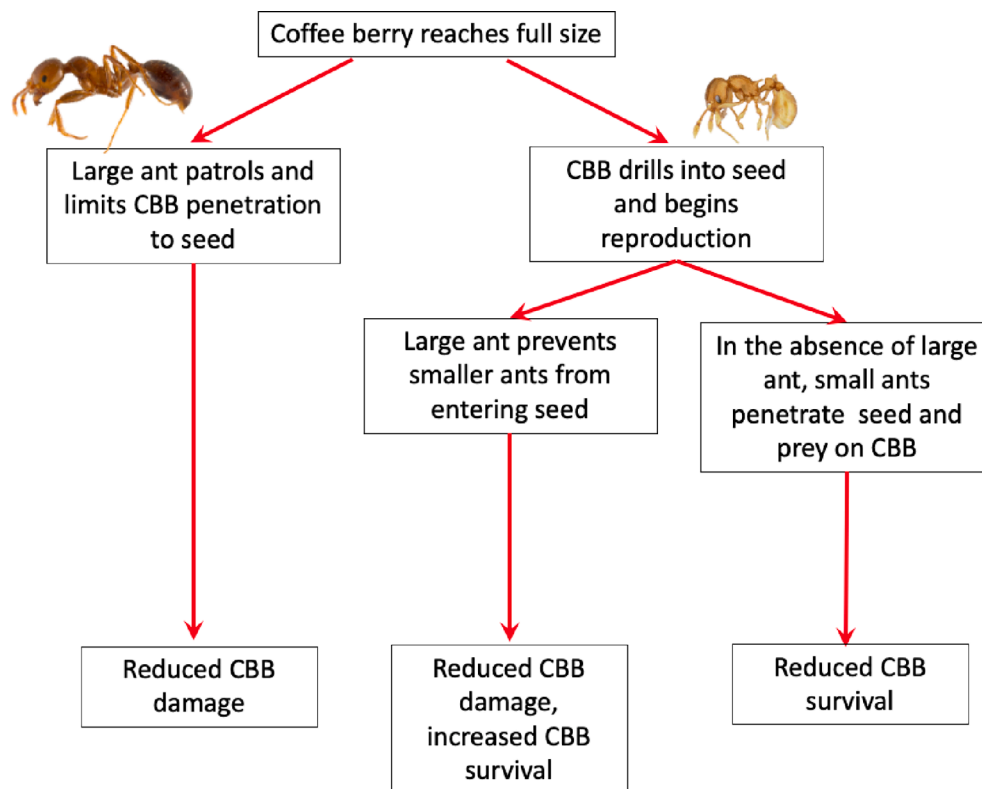 Coffee berry reaches full size
Large ant patrols and
limits CBB penetration
to seed
CBB drills into seed
and begins
reproduction
Large ant prevents
smaller ants from
entering seed
In the absence of large
ant, small ants
penetrate seed and
prey on CBB
Reduced CBB
damage
Reduced CBB
damage,
increased CBB
survival
Reduced CBB
survival